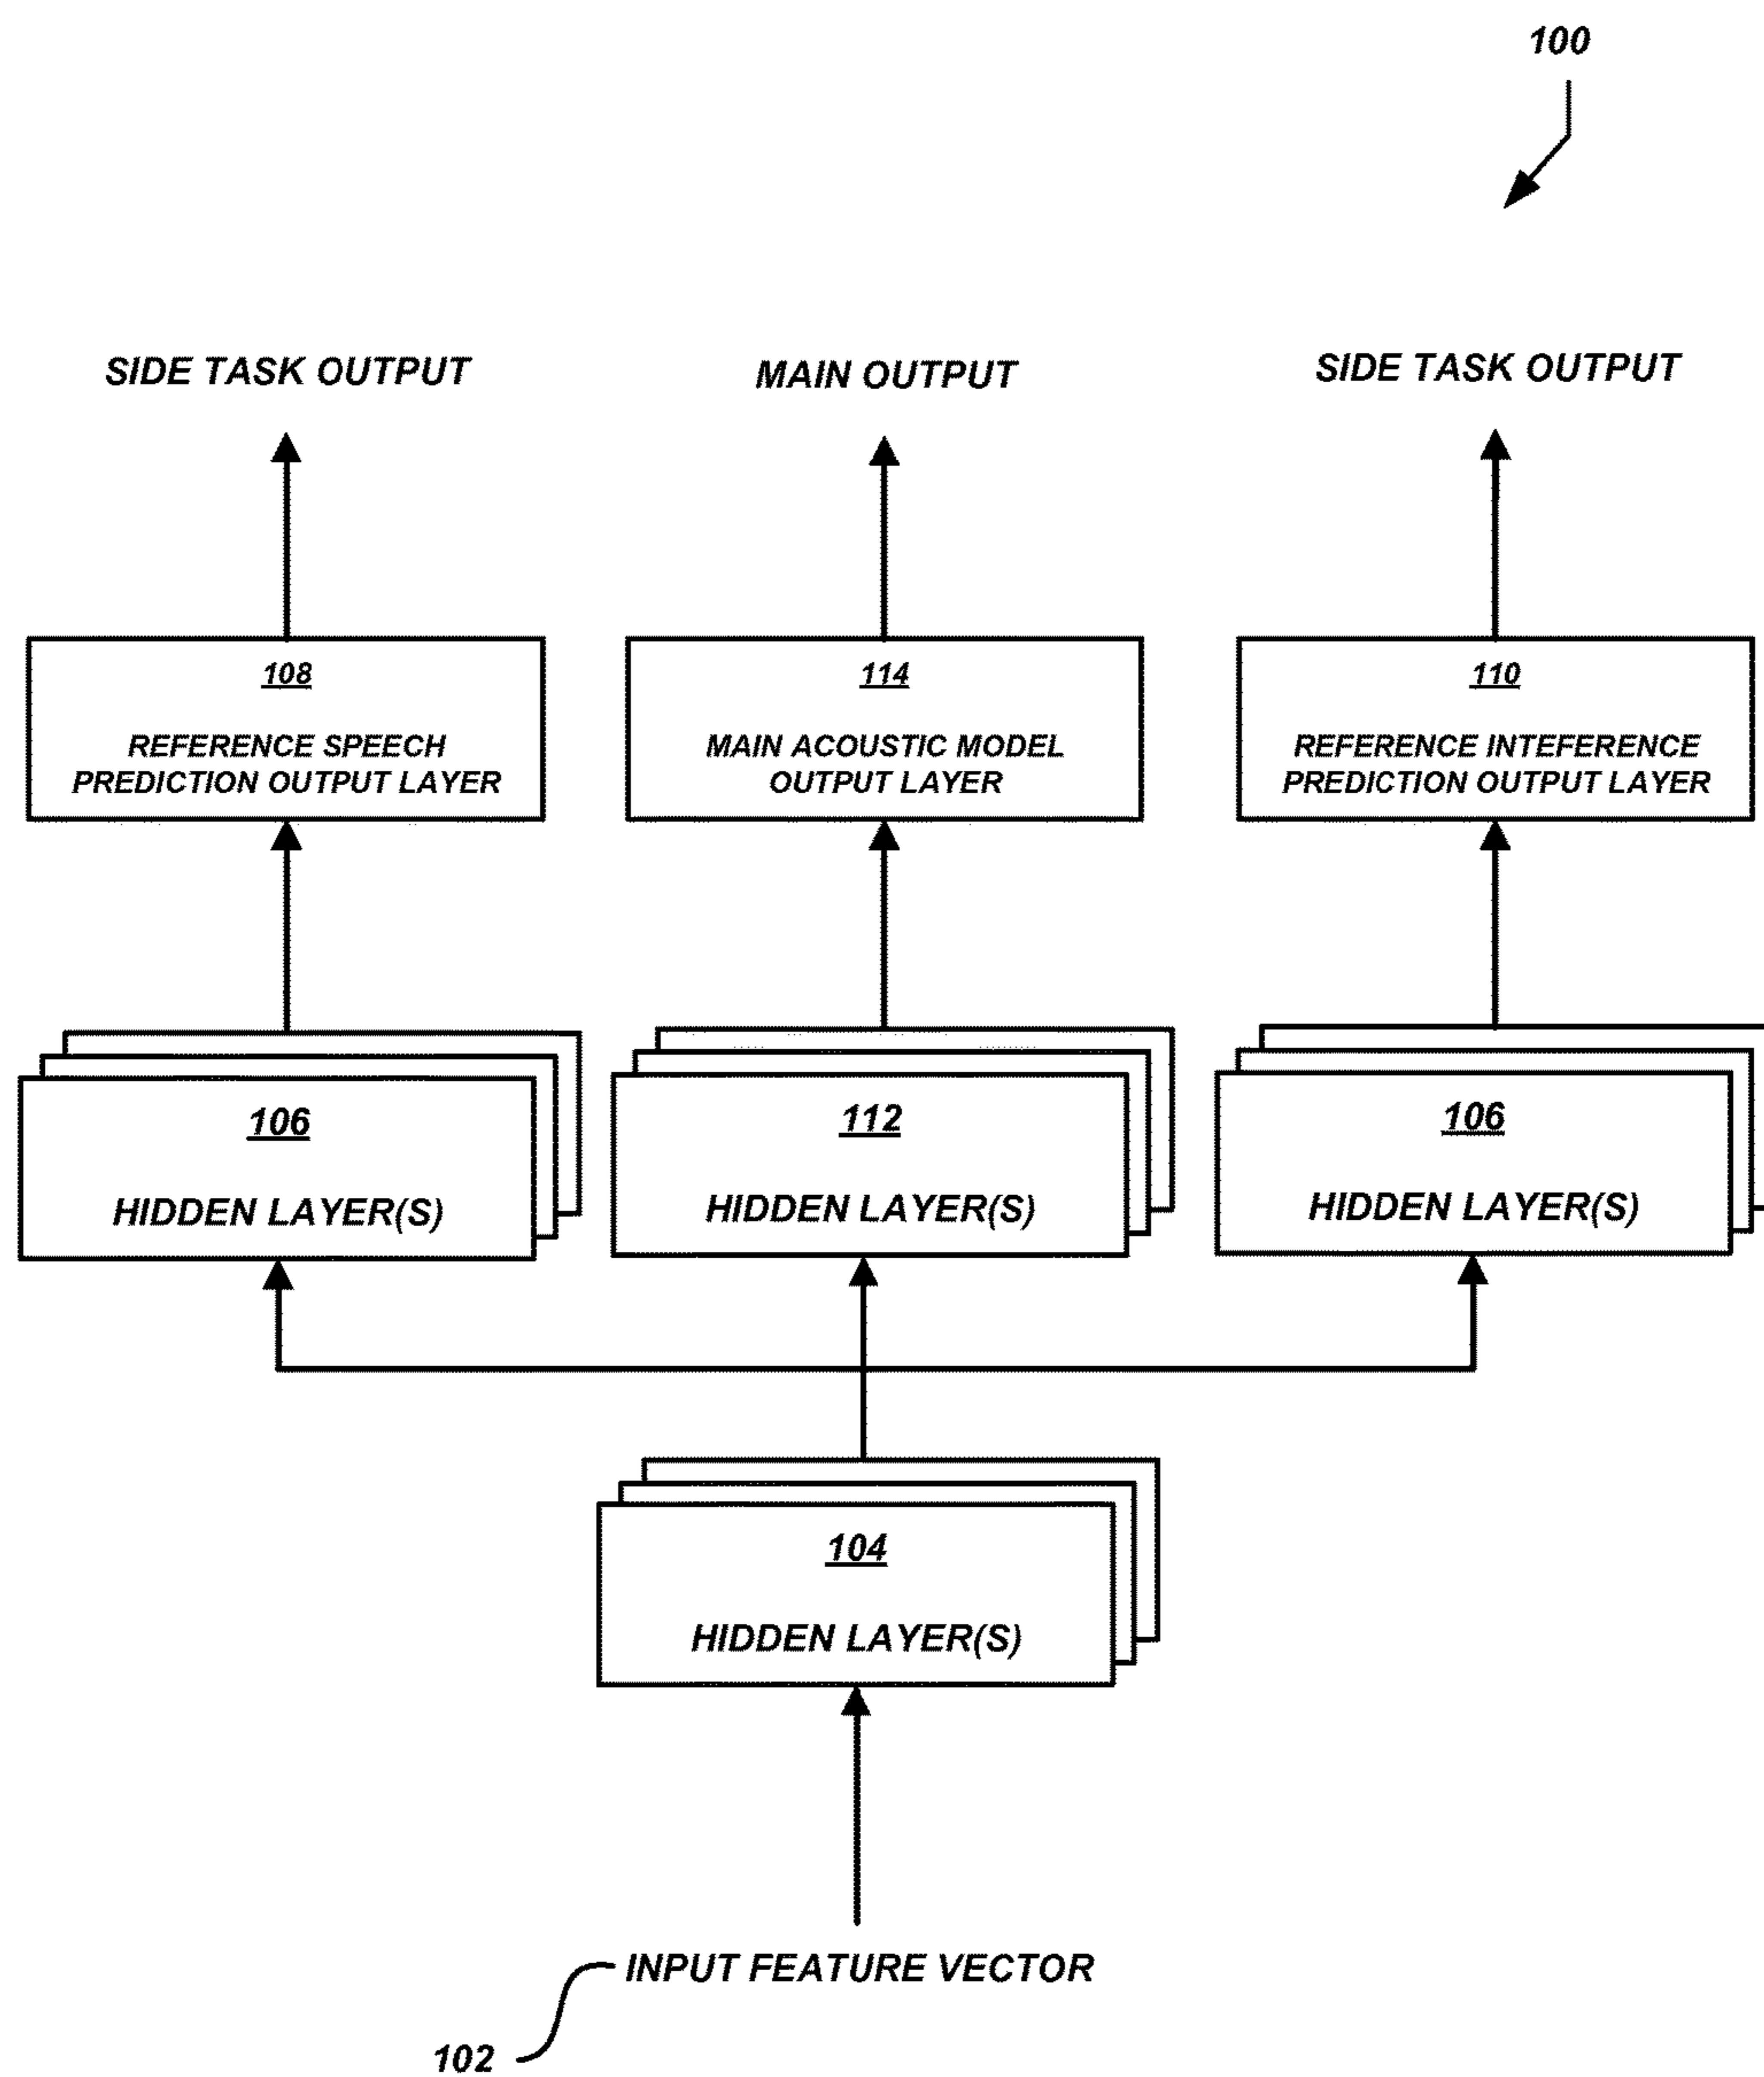 100
SIDE TASK OUTPUT
MAIN OUTPUT
SIDE TASK OUTPUT
108
REFERENCE SPEECH
PREDICTION OUTPUT LAYER
114
MAIN ACOUSTIC MODEL
OUTPUT LAYER
110
REFERENCE INTEFERENCE
PREDICTION OUTPUT LAYER
106
HIDDEN LAYER(S)
112
HIDDEN LAYER(S)
106
HIDDEN LAYER(S)
104
HIDDEN LAYER(S)
INPUT FEATURE VECTOR
102